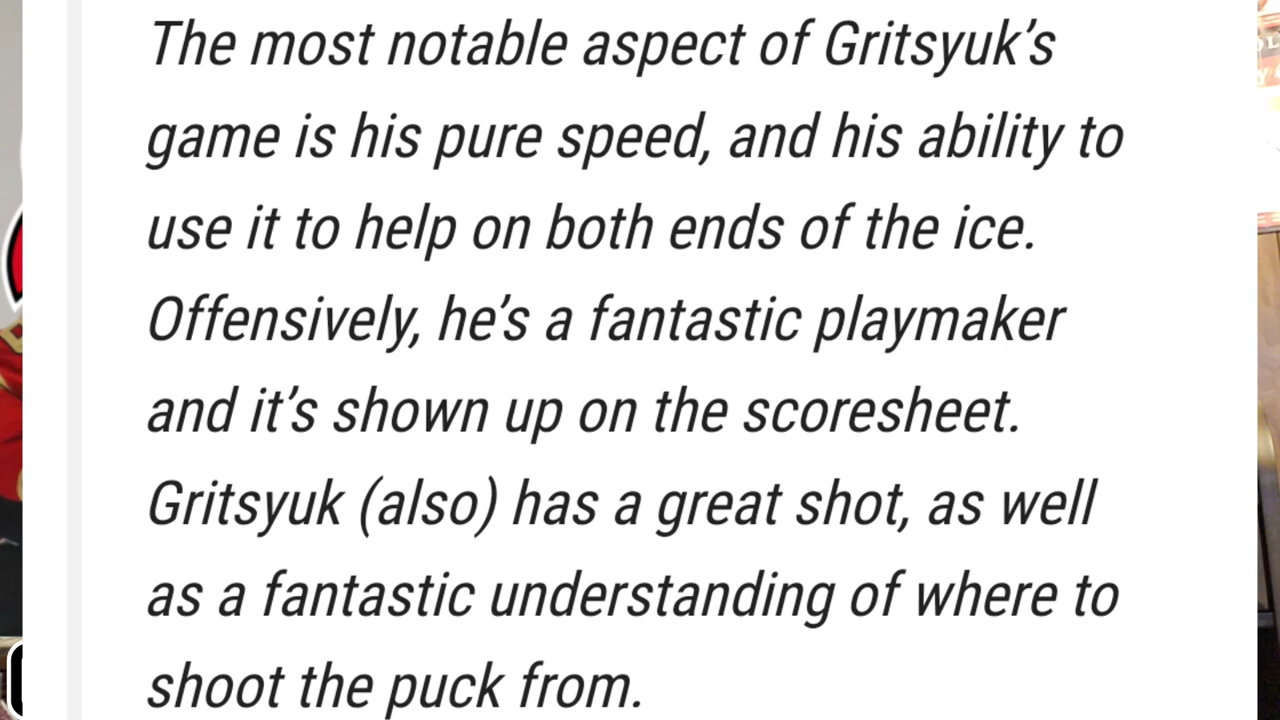 The most notable aspect of Gritsyuk’s
game is his pure speed, and his ability to
use it to help on both ends of the ice.
Offensively, he’s a fantastic playmaker
and it’s shown up on the scoresheet.
Gritsyuk (also) has a great shot, as well
as a fantastic understanding of where to
shoot the puck from.